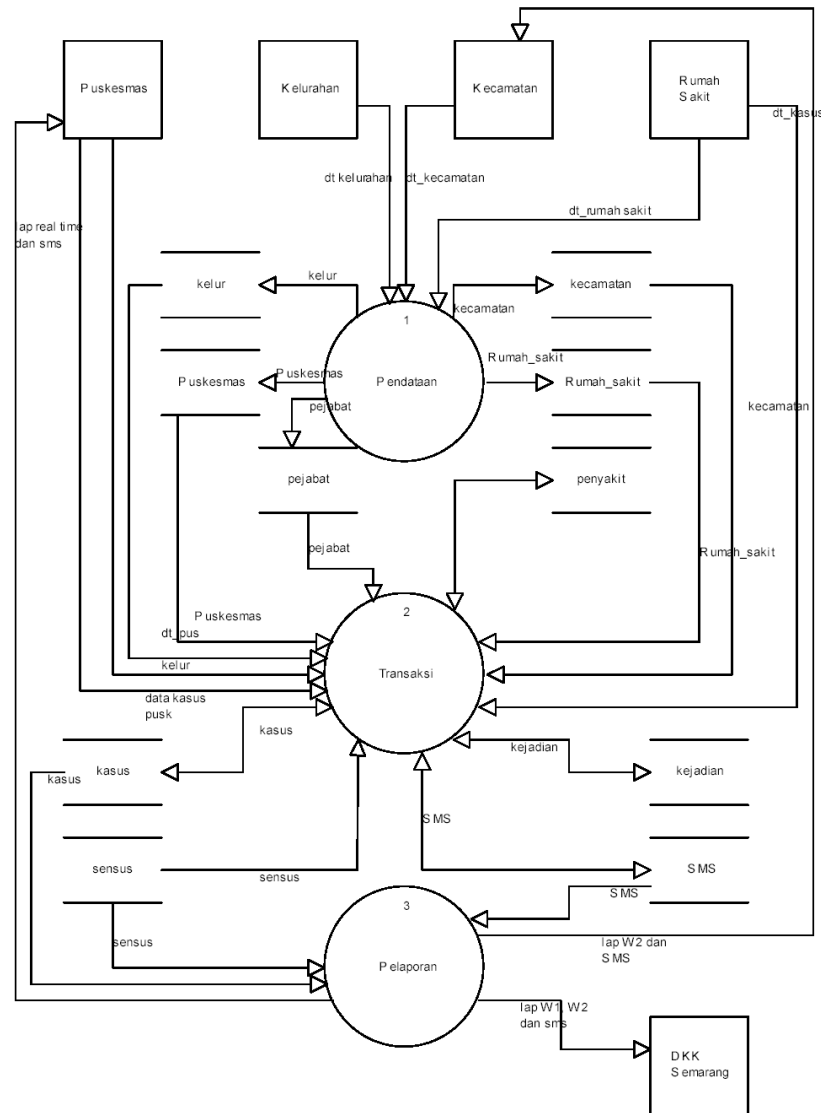 Puskesmas
Kelurahan
Kecamatan
Rumah
Sakit
dt_kasus
dt kelurahan
dt_kecamatan
dt_rumah sakit
lap real time
dan sms
kelur
kelur
kecamatan
kecamatan
1
Pendataan
Puskesmas
Puskesmas
pejabat
Rumah_sakit
Rumah_sakit
kecamatan
pejabat
penyakit
pejabat
Rumah_sakit
2
Transaksi
Puskesmas
dt_pus
kelur
data kasus
pusk
kasus
kejadian
kasus
kasus
kejadian
SMS
sensus
sensus
SMS
SMS
3
Pelaporan
sensus
lap W2 dan
SMS
lap W1, W2
dan sms
DKK
Semarang